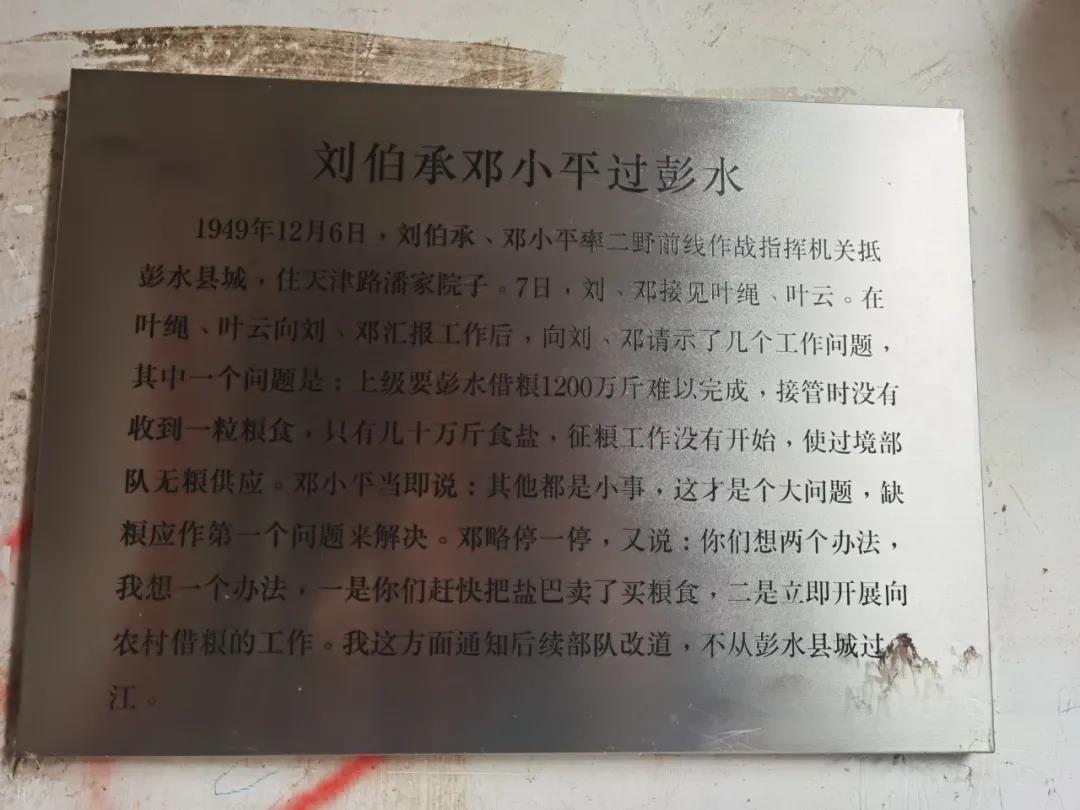 刘伯承邓小平过彭水
1949年12月6日，刘伯承、邓小平率二野前线作战指挥机关抵
彭水县城，住天津路潘家院子。7日，刘、邓接见叶绳、叶云。在
叶绳、叶云向刘、邓汇报工作后，向刘、邓请示了几个工作问题，
其中一个问题是：上级要彭水借粮1200万斤难以完成，接管时没有
收到一粒粮食，只有几十万斤食盐，征粮工作没有开始，使过境部
队无粮供应。邓小平当即说：其他都是小事，这才是个大问题，缺
粮应作第一个问题来解决。邓略停一停，又说：你们想两个办法，
我想一个办法，一是你们赶快把盐巴卖了买粮食，二是立即开展向
农村借粮的工作。我这方面通知后续部队改道，不从彭水县城过
江。